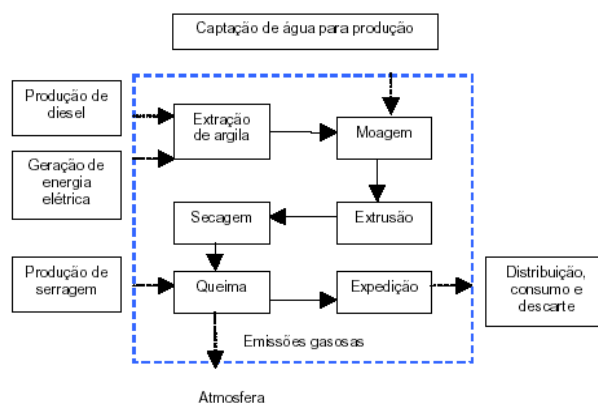 Captação de água para produção
Produção de
diesel
Extração
de argila
Moagem
Geração de
energia
elétrica
Secagem
Extrusão
Produção de
serragem
Queima
Expedição
Distribuição,
consumo e
descarte
Emissões gasosas
Atmosfera